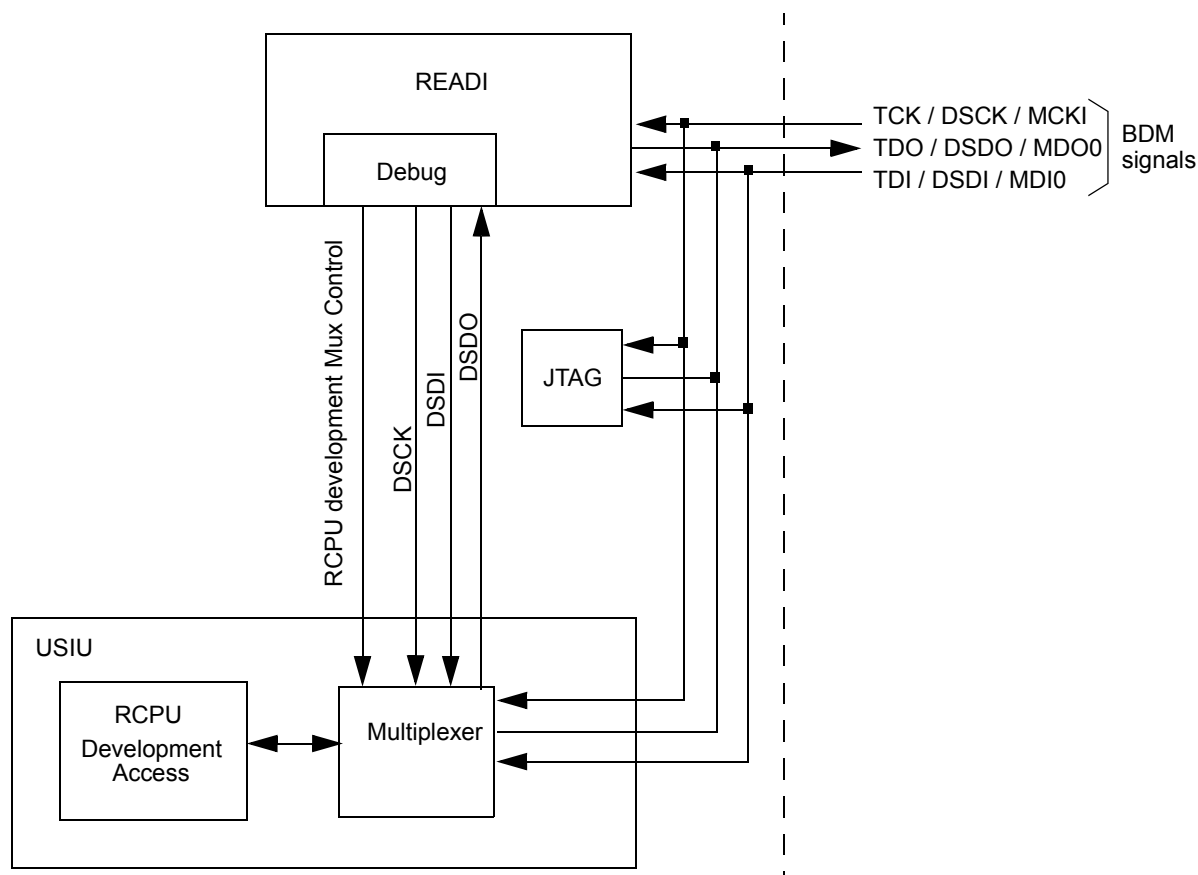 READI
Debug
TCK / DSCK / MCKI
TDO / DSDO / MDO0
TDI / DSDI / MDI0
BDM
signals
RCPU development Mux Control
DSCK
DSDI
DSDO
JTAG
USIU
RCPU
Development
Access
Multiplexer